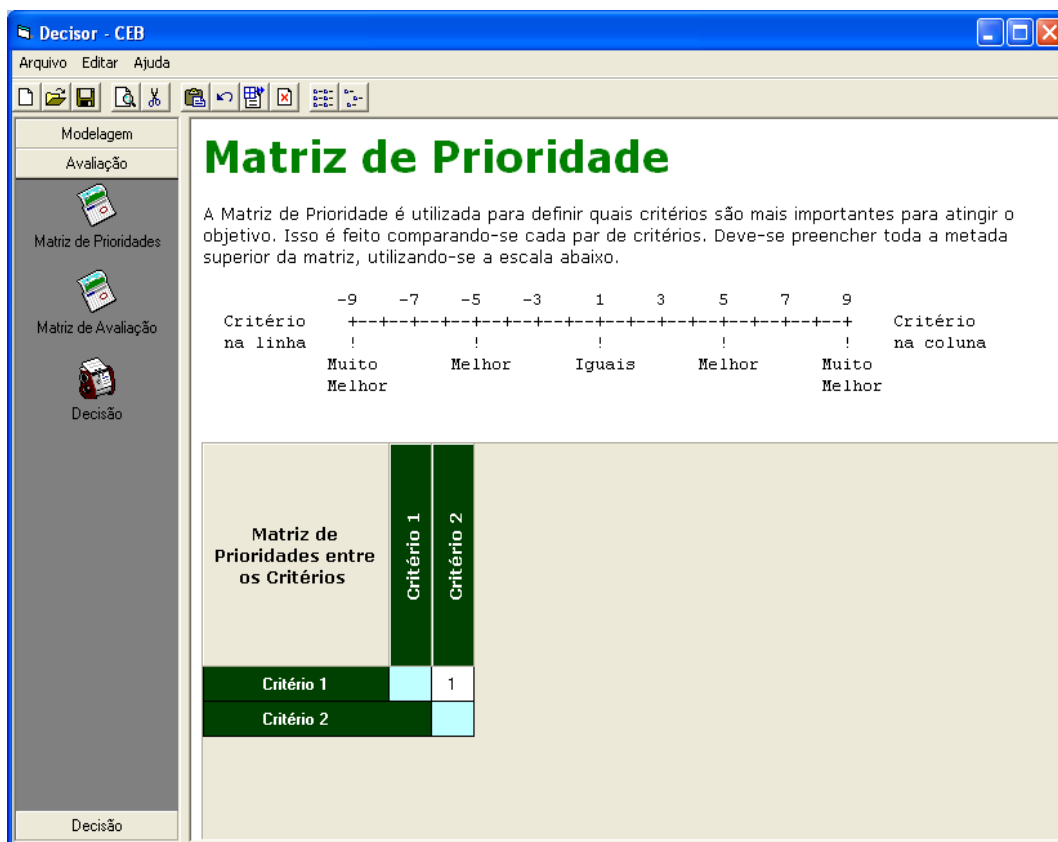 Decisor - CEB
Arquivo Editar Ajuda
Modelagem
Avaliação
Matriz de Prioridades
Matriz de Avaliação
Decisão
Decisão
Matriz de Prioridade
A Matriz de Prioridade é utilizada para definir quais critérios são mais importantes para atingir o
objetivo. Isso é feito comparando-se cada par de critérios. Deve-se preencher toda a metada
superior da matriz, utilizando-se a escala abaixo.
-9 -7 -5 -3 1 3 5 7 9
Critério +--+--+--+--+--+--+--+--+--+--+--+--+--+--+--+--+ Critério
na linha ! ! ! ! ! na coluna
Muito Melhor Iguais Melhor Muito
Melhor Melhor
Matriz de
Prioridades entre
os Critérios
Critério 1
Critério 2
Critério 1 1
Critério 2